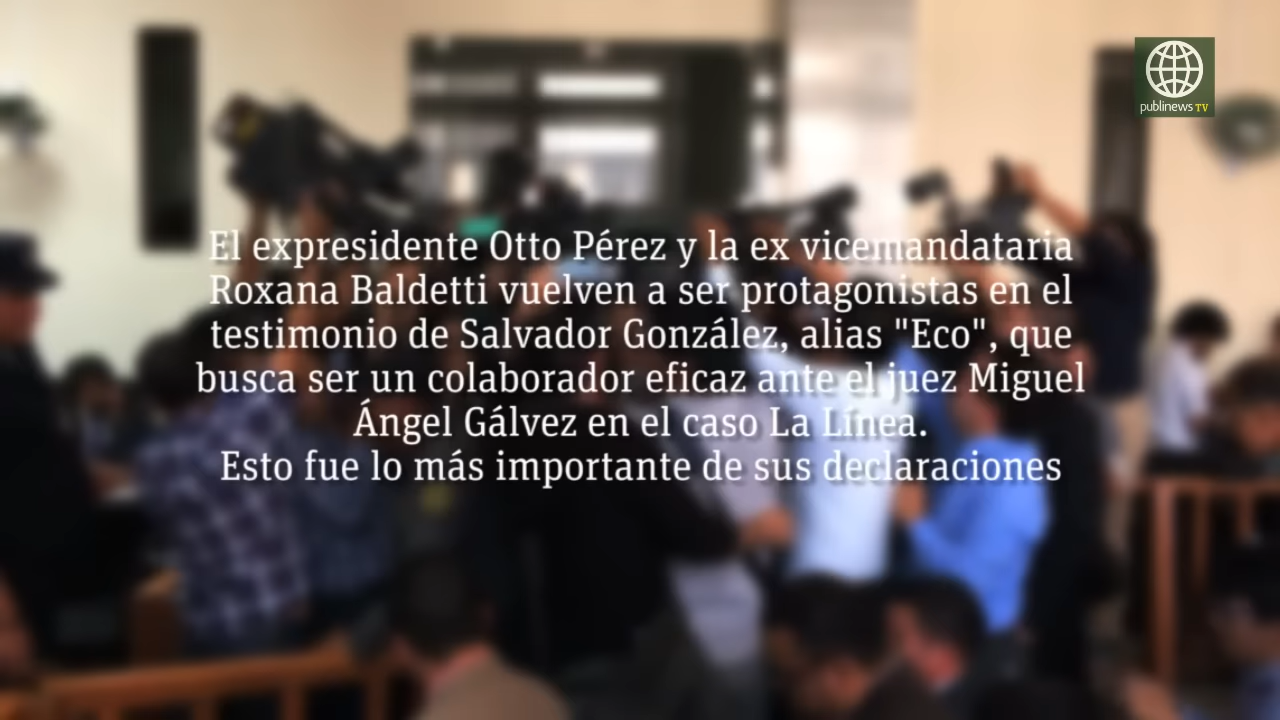 publinews TV
El expresidente Otto Pérez y la ex vicemandataria
Roxana Baldetti vuelven a ser protagonistas en el
testimonio de Salvador González, alias "Eco", que
busca ser un colaborador eficaz ante el juez Miguel
Ángel Gálvez en el caso La Línea.
Esto fue lo más importante de sus declaraciones